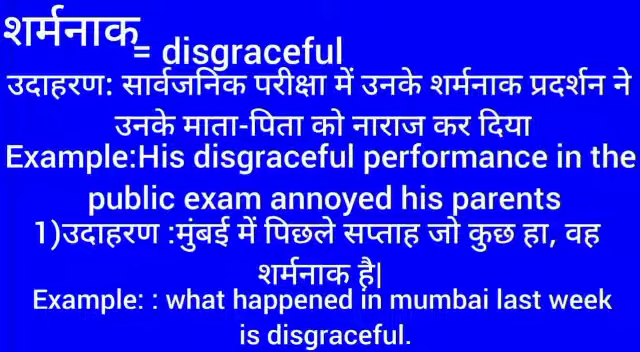 शर्मनाक= disgraceful
उदाहरण: सार्वजनिक परीक्षा में उनके शर्मनाक प्रदर्शन ने
उनके माता-पिता को नाराज कर दिया
Example:His disgraceful performance in the
public exam annoyed his parents
1)उदाहरण :मुंबई में पिछले सप्ताह जो कुछ हा, वह
शर्मनाक है|
Example: : what happened in mumbai last week
is disgraceful.